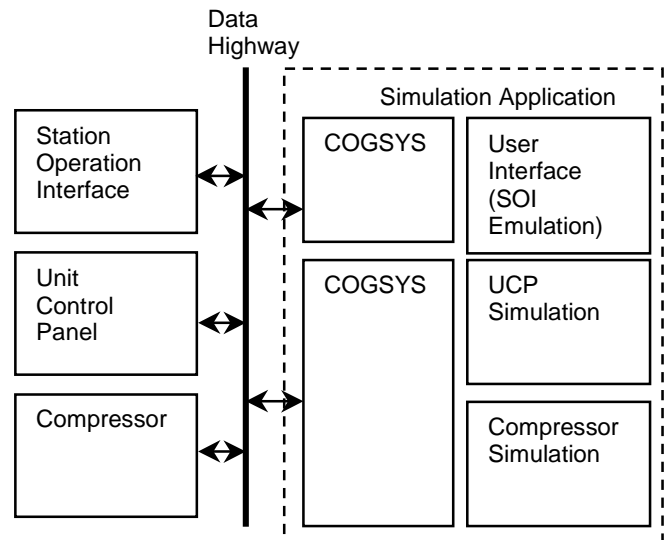 Data
Highway
Station
Operation
Interface
Unit
Control
Panel
Compressor
Simulation Application
COGSYS
User
Interface
(SOI
Emulation)
COGSYS
UCP
Simulation
Compressor
Simulation